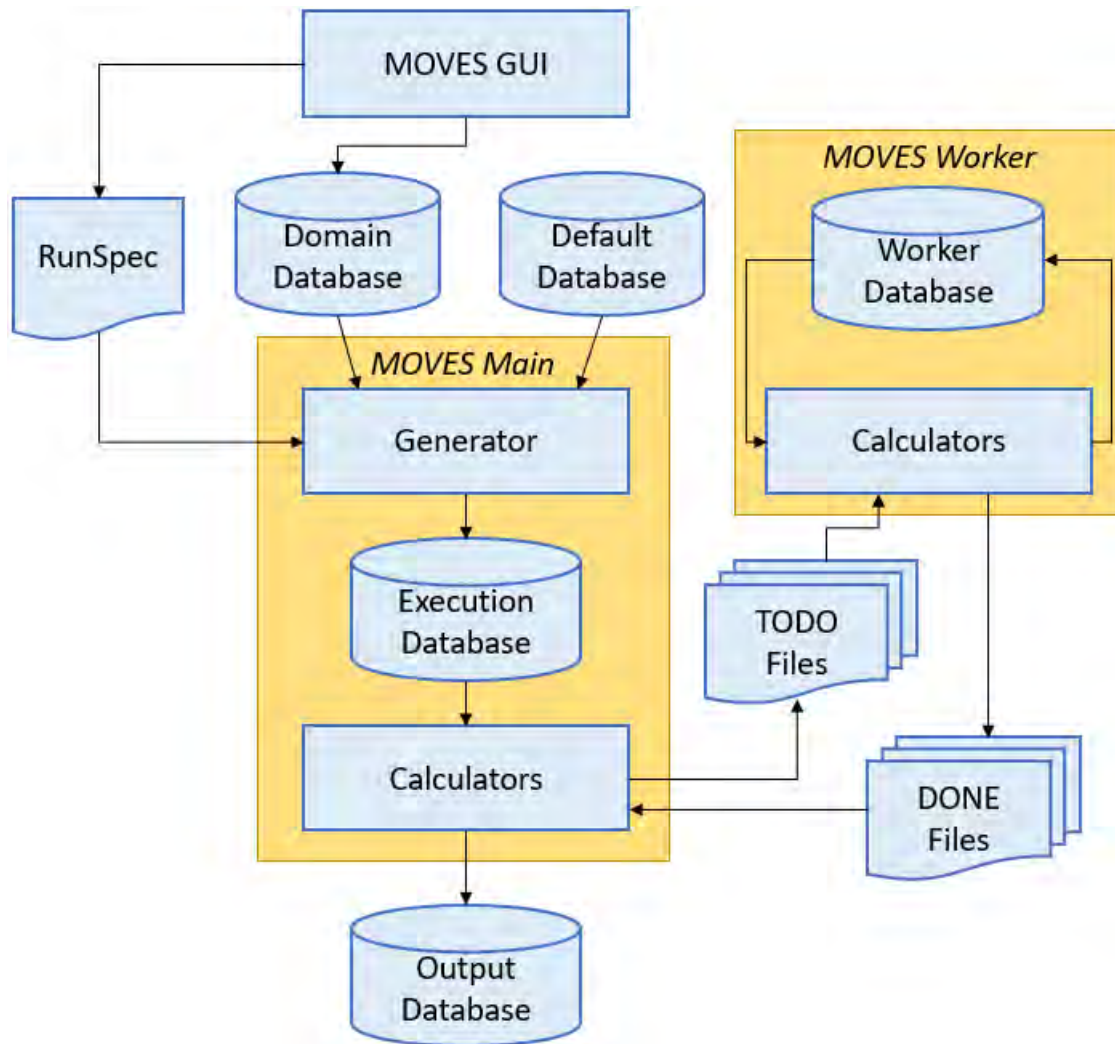 MOVES GUI
RunSpec
Domain
Database
Default
Database
MOVES Worker
Worker
Database
Calculators
MOVES Main
Generator
Execution
Database
Calculators
TODO
Files
DONE
Files
Output
Database